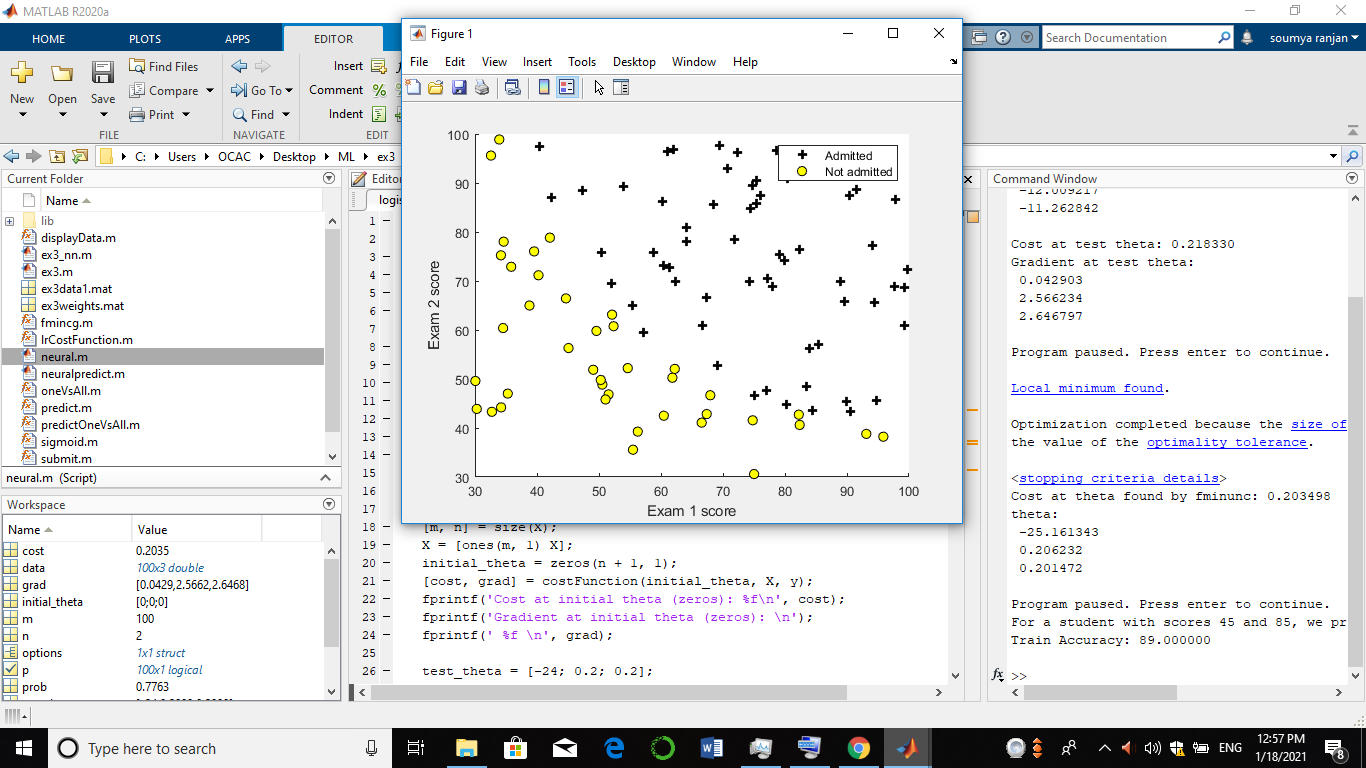 MATLAB R2020a
HOME PLOTS APPS EDITOR
Search Documentation
soumya ranjan
New
Open
Save
Find Files
Compare
Print
FILE
Go To
Find
NAVIGATE
Insert
Comment
Indent
EDIT
C: Users OCAC Desktop ML ex3
Current Folder
Name
lib
displayData.m
ex3_nn.m
ex3.m
ex3data1.mat
ex3weights.mat
fmincg.m
lrCostFunction.m
neural.m
neuralpredict.m
oneVsAll.m
predict.m
predictOneVsAll.m
sigmoid.m
submit.m
neural.m (Script)
Workspace
Name Value
cost 0.2035
data 100x3 double
grad [0.0429,2.5662,2.6468]
initial_theta [0;0;0]
m 100
n 2
options 1x1 struct
p 100x1 logical
prob 0.7763
Figure 1
File Edit View Insert Tools Desktop Window Help
Admitted
Not admitted
100
90
80
70
60
50
40
30
Exam 2 score
30 40 50 60 70 80 90 100
Exam 1 score
1
2
3
4
5
6
7
8
9
10
11
12
13
14
15
16
17
18 [m, n] = size(X);
19 X = [ones(m, 1) X];
20 initial_theta = zeros(n + 1, 1);
21 [cost, grad] = costFunction(initial_theta, X, y);
22 fprintf('Cost at initial theta (zeros): %f\n', cost);
23 fprintf('Gradient at initial theta (zeros): \n');
24 fprintf(' %f \n', grad);
25
26 test_theta = [-24; 0.2; 0.2];
Command Window
-12.009217
-11.262842
Cost at test theta: 0.218330
Gradient at test theta:
0.042903
2.566234
2.646797
Program paused. Press enter to continue.
Local minimum found.
Optimization completed because the size of
the value of the optimality tolerance.
<stopping criteria details>
Cost at theta found by fminunc: 0.203498
theta:
-25.161343
0.206232
0.201472
Program paused. Press enter to continue.
For a student with scores 45 and 85, we pr
Train Accuracy: 89.000000
fx >>
Type here to search
ENG
12:57 PM
1/18/2021
8